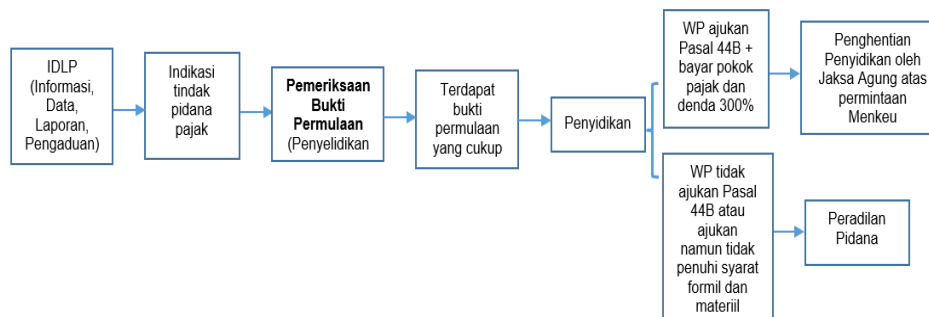 IDLP
(Informasi,
Data,
Laporan,
Pengaduan)
Indikasi
tindak
pidana
pajak
Pemeriksaan
Bukti
Permulaan
(Penyelidikan
Terdapat
bukti
permulaan
yang cukup
Penyidikan
WP ajukan
Pasal 44B +
bayar pokok
pajak dan
denda 300%
Penghentian
Penyidikan oleh
Jaksa Agung atas
permintaan
Menkeu
WP tidak
ajukan Pasal
44B atau
ajukan
namun tidak
penuhi syarat
formil dan
materiil
Peradilan
Pidana